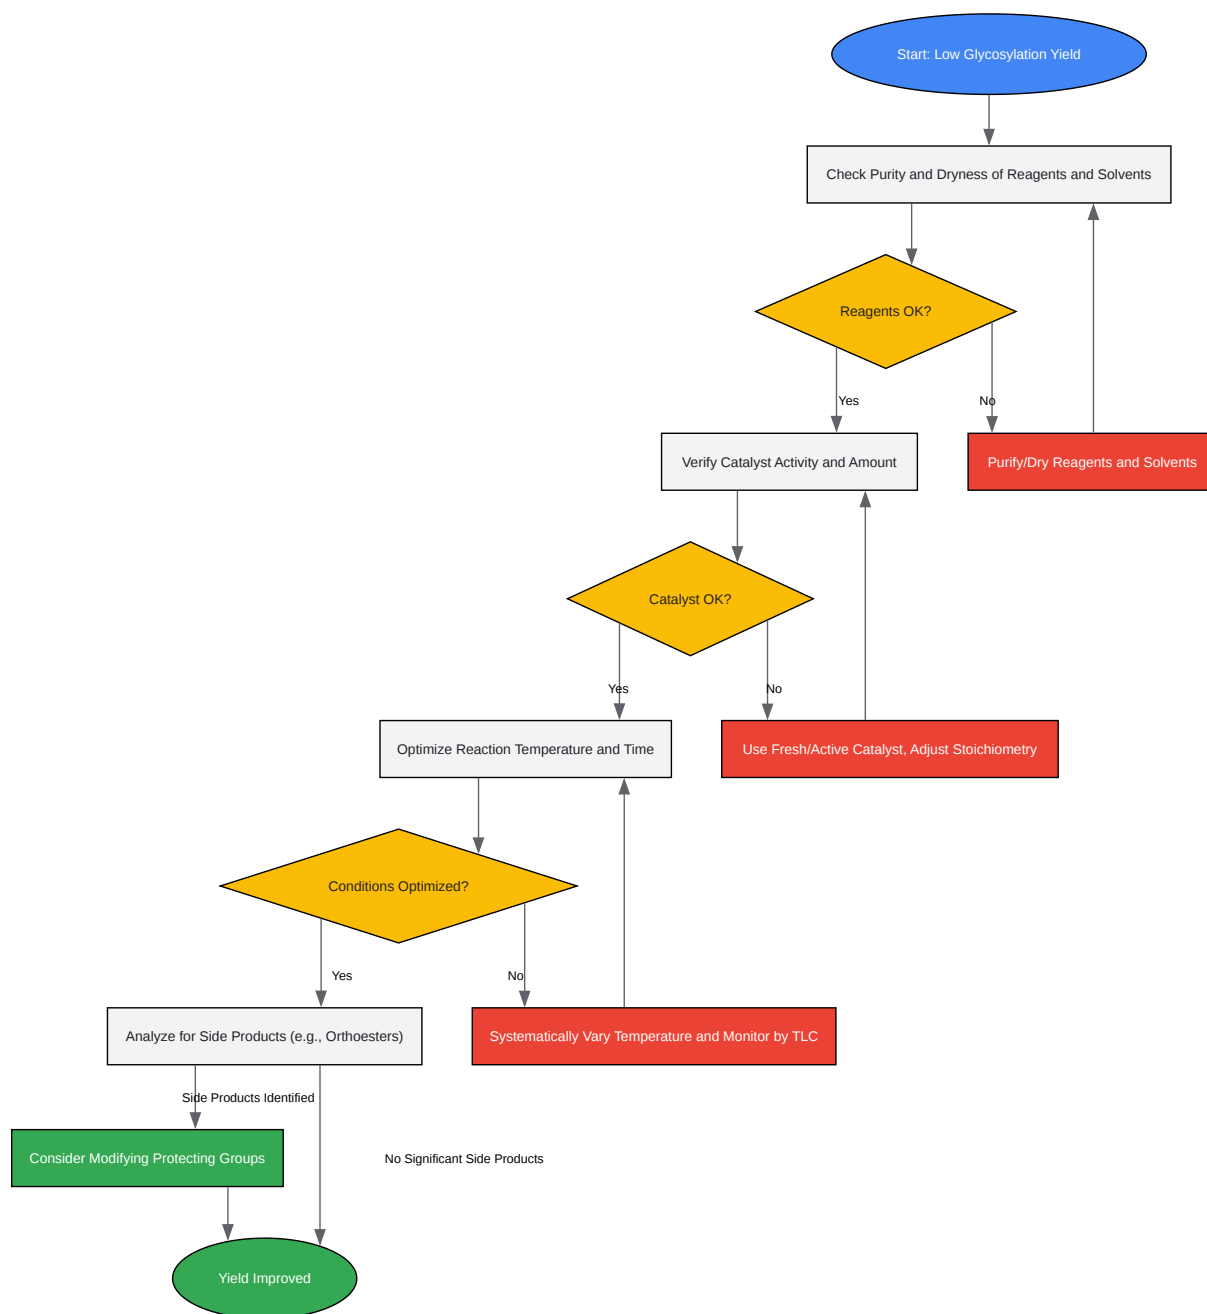 Start: Low Glycosylation Yield
Check Purity and Dryness of Reagents and Solvents
Reagents OK?
Yes
No
Verify Catalyst Activity and Amount
Purify/Dry Reagents and Solvents
Catalyst OK?
Yes
No
Optimize Reaction Temperature and Time
Use Fresh/Active Catalyst, Adjust Stoichiometry
Conditions Optimized?
Yes
No
Analyze for Side Products (e.g., Orthoesters)
Systematically Vary Temperature and Monitor by TLC
Side Products Identified
Consider Modifying Protecting Groups
No Significant Side Products
Yield Improved